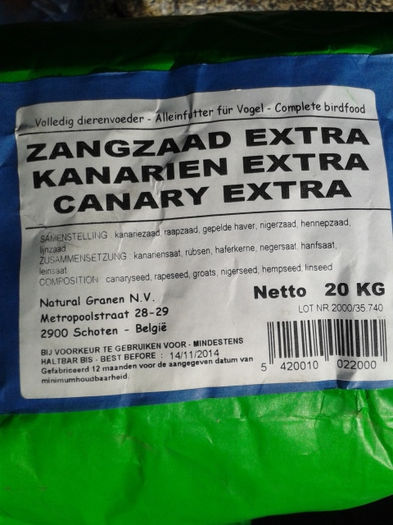 Volledig dierenvoeder - Alleinfutter für Vogel - Complete birdfood
ZANGZAAD EXTRA
KANARIEN EXTRA
CANARY EXTRA
SAMENSTELLING : kanariezaad, raapzaad, gepelde haver, nigerzaad, hennepzaad,
lijnzaad
ZUSAMMENSETZUNG : kanariensaat, rubsen, haferkerne, negersaat, hanfsaat,
leinsaat
COMPOSITION : canaryseed, rapeseed, groats, nigerseed, hempseed, linseed
Natural Granen N.V.
Metropoolstraat 28-29
2900 Schoten - België
Netto 20 KG
LOT NR 2000/35.740
BIJ VOORKEUR TE GEBRUIKEN VOOR - MINDESTENS
HALTBAR BIS - BEST BEFORE : 14/11/2014
Gefabriceerd 12 maanden voor de aangegeven datum van
minimumhoudbaarheid.
5 420010 022000